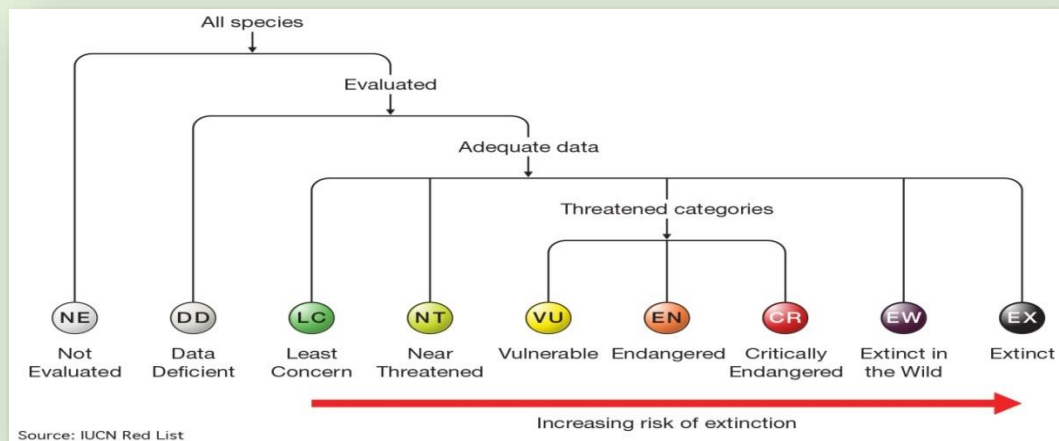 All species
Evaluated
Adequate data
Threatened categories
NE
DD
LC
NT
VU
EN
CR
EW
EX
Not
Evaluated
Data
Deficient
Least
Concern
Near
Threatened
Vulnerable
Endangered
Critically
Endangered
Extinct in
the Wild
Extinct
Increasing risk of extinction
Source: IUCN Red List